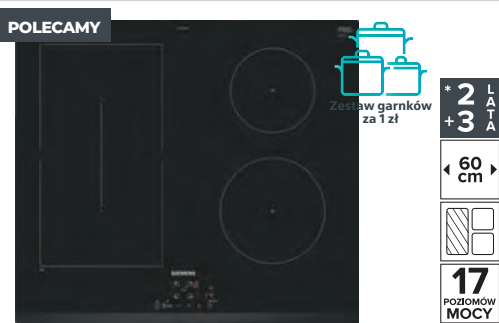 POLECAMY
Zestaw garnków
za 1 zł
* 2
+3
LATA
60
cm
SIEMENS
17
POZIOMÓW
MOCY